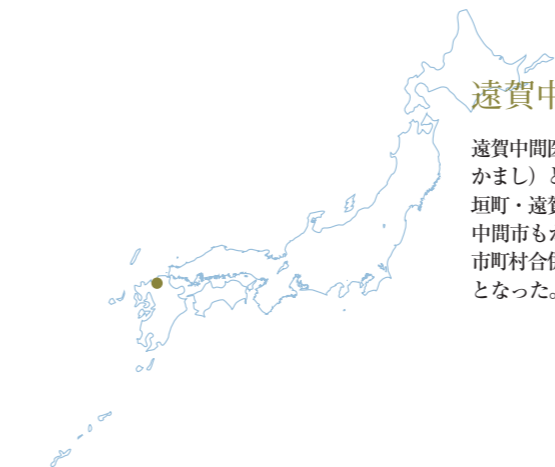 遠賀中
遠賀中間
かまし）と
垣町・遠賀
中間市も
市町村合併
となった。